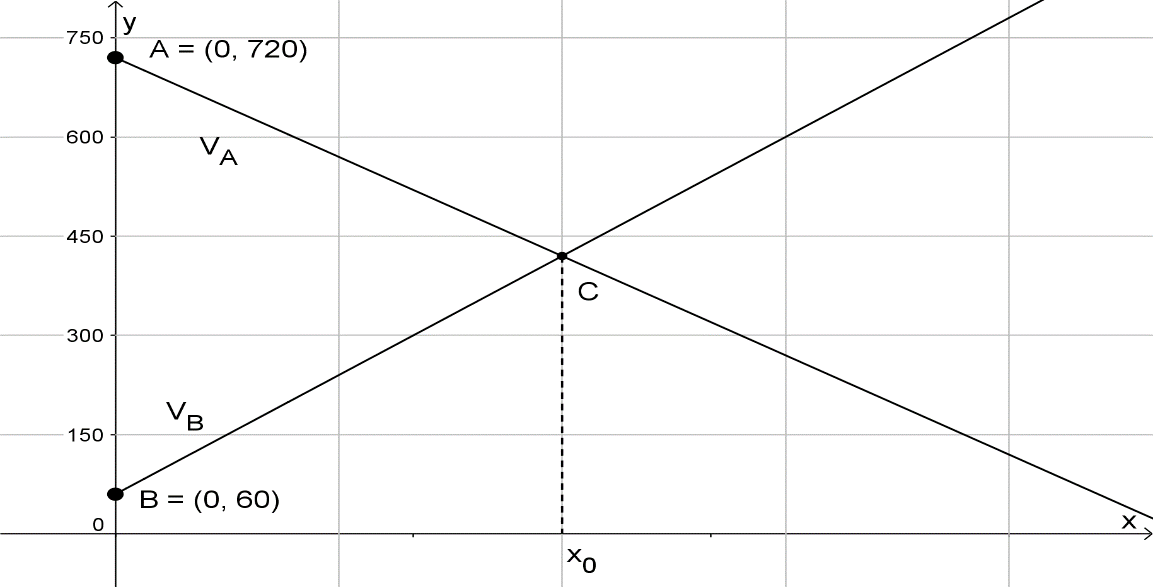 y
750
A = (0, 720)
600
V_A
450
C
300
V_B
150
B = (0, 60)
0
x
x_0